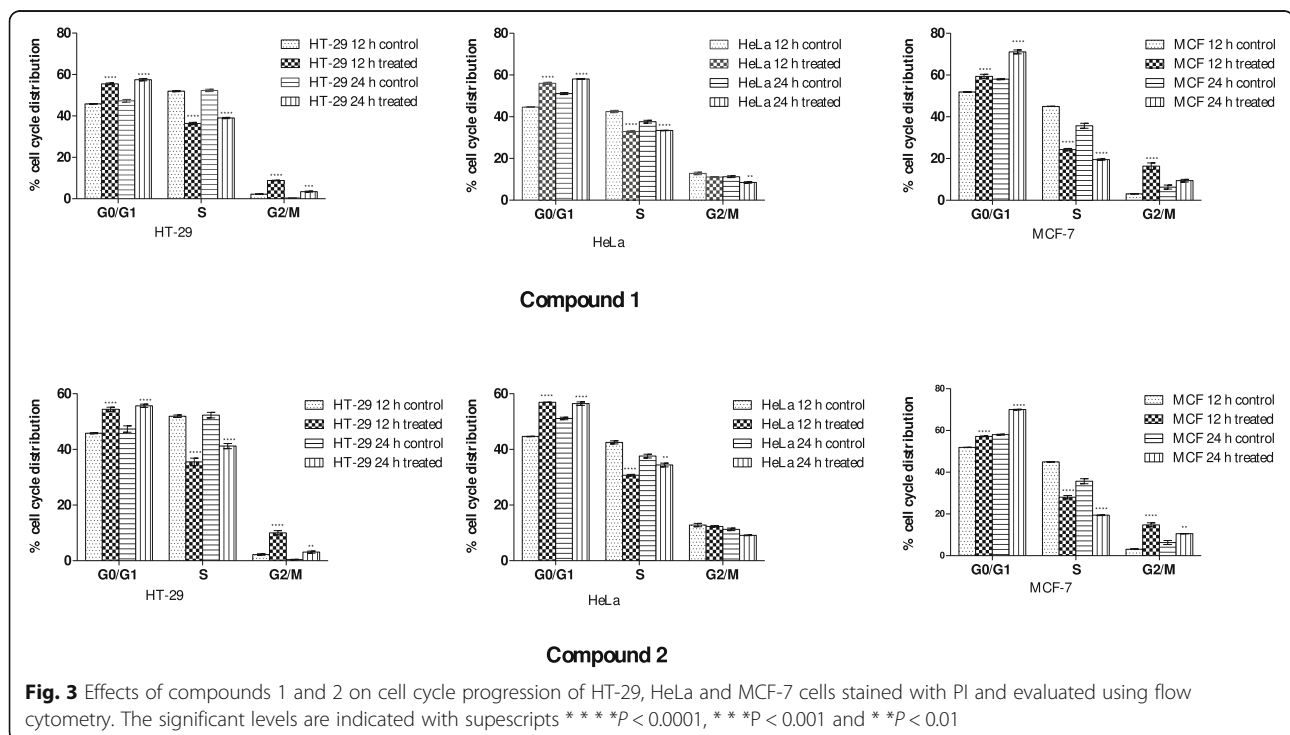 80
60
40
20
0
% cell cycle distribution
****
****
****
****
****
***
G0/G1
S
G2/M
HT-29
HT-29 12 h control
HT-29 12 h treated
HT-29 24 h control
HT-29 24 h treated
80
60
40
20
0
% cell cycle distribution
****
****
****
****
**
G0/G1
S
G2/M
HeLa
HeLa 12 h control
HeLa 12 h treated
HeLa 24 h control
HeLa 24 h treated
80
60
40
20
0
% cell cycle distribution
****
****
****
****
****
G0/G1
S
G2/M
MCF-7
MCF 12 h control
MCF 12 h treated
MCF 24 h control
MCF 24 h treated
Compound 1
60
40
20
0
% cell cycle distribution
****
****
****
****
****
**
G0/G1
S
G2/M
HT-29
HT-29 12 h control
HT-29 12 h treated
HT-29 24 h control
HT-29 24 h treated
60
40
20
0
% cell cycle distribution
****
****
****
**
G0/G1
S
G2/M
HeLa
HeLa 12 h control
HeLa 12 h treated
HeLa 24 h control
HeLa 24 h treated
80
60
40
20
0
% cell cycle distribution
****
****
****
****
****
**
G0/G1
S
G2/M
MCF-7
MCF 12 h control
MCF 12 h treated
MCF 24 h control
MCF 24 h treated
Compound 2
Fig. 3 Effects of compounds 1 and 2 on cell cycle progression of HT-29, HeLa and MCF-7 cells stained with PI and evaluated using flow
cytometry. The significant levels are indicated with supescripts * * * *P < 0.0001, * * *P < 0.001 and * *P < 0.01